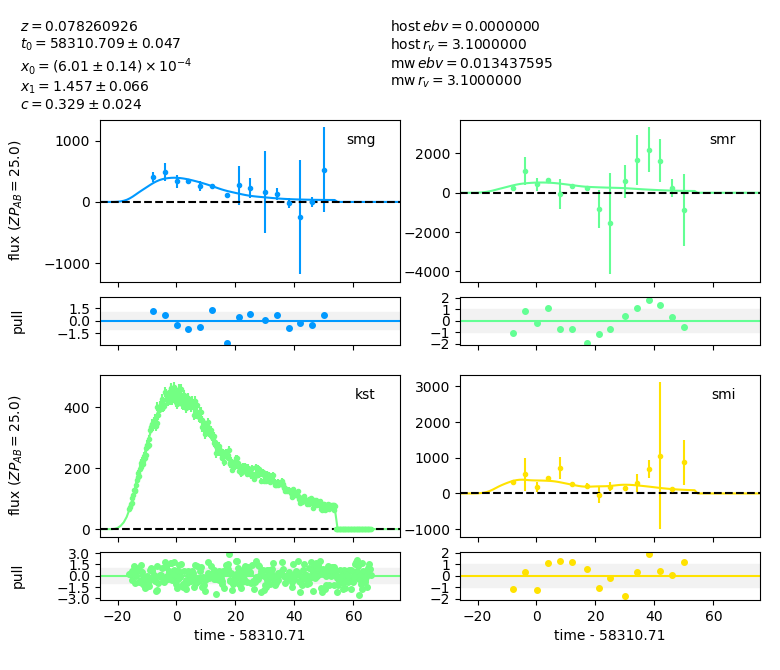 z = 0.078260926
t₀ = 58310.709 ± 0.047
x₀ = (6.01 ± 0.14) × 10⁻⁴
x₁ = 1.457 ± 0.066
c = 0.329 ± 0.024
host ebv = 0.0000000
host r_v = 3.1000000
mw ebv = 0.013437595
mw r_v = 3.1000000
smg
1000
0
−1000
flux (ZP_AB = 25.0)
smr
2000
0
−2000
−4000
1.5
0.0
−1.5
pull
2
1
0
−1
−2
kst
400
200
0
flux (ZP_AB = 25.0)
smi
3000
2000
1000
0
−1000
3.0
1.5
0.0
−1.5
−3.0
pull
2
1
0
−1
−2
−20 0 20 40 60
time - 58310.71
−20 0 20 40 60
time - 58310.71